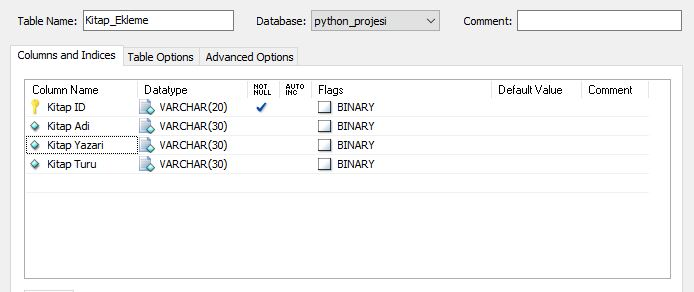 Table Name: Kitap_Ekleme Database: python_projesi Comment:
Columns and Indices Table Options Advanced Options
Column Name Datatype NOT NULL AUTO INC Flags Default Value Comment
Kitap ID VARCHAR(20) BINARY
Kitap Adi VARCHAR(30) BINARY
Kitap Yazari VARCHAR(30) BINARY
Kitap Turu VARCHAR(30) BINARY